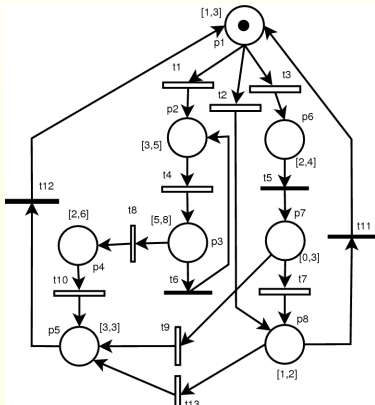 [1,3]
p1
t1
t3
t2
p2
p6
[3,5]
[2,4]
t4
t5
t12
[2,6]
t8
[5,8]
p7
t11
p4
p3
[0,3]
t10
t6
t7
t9
p8
p5
[3,3]
[1,2]
t13